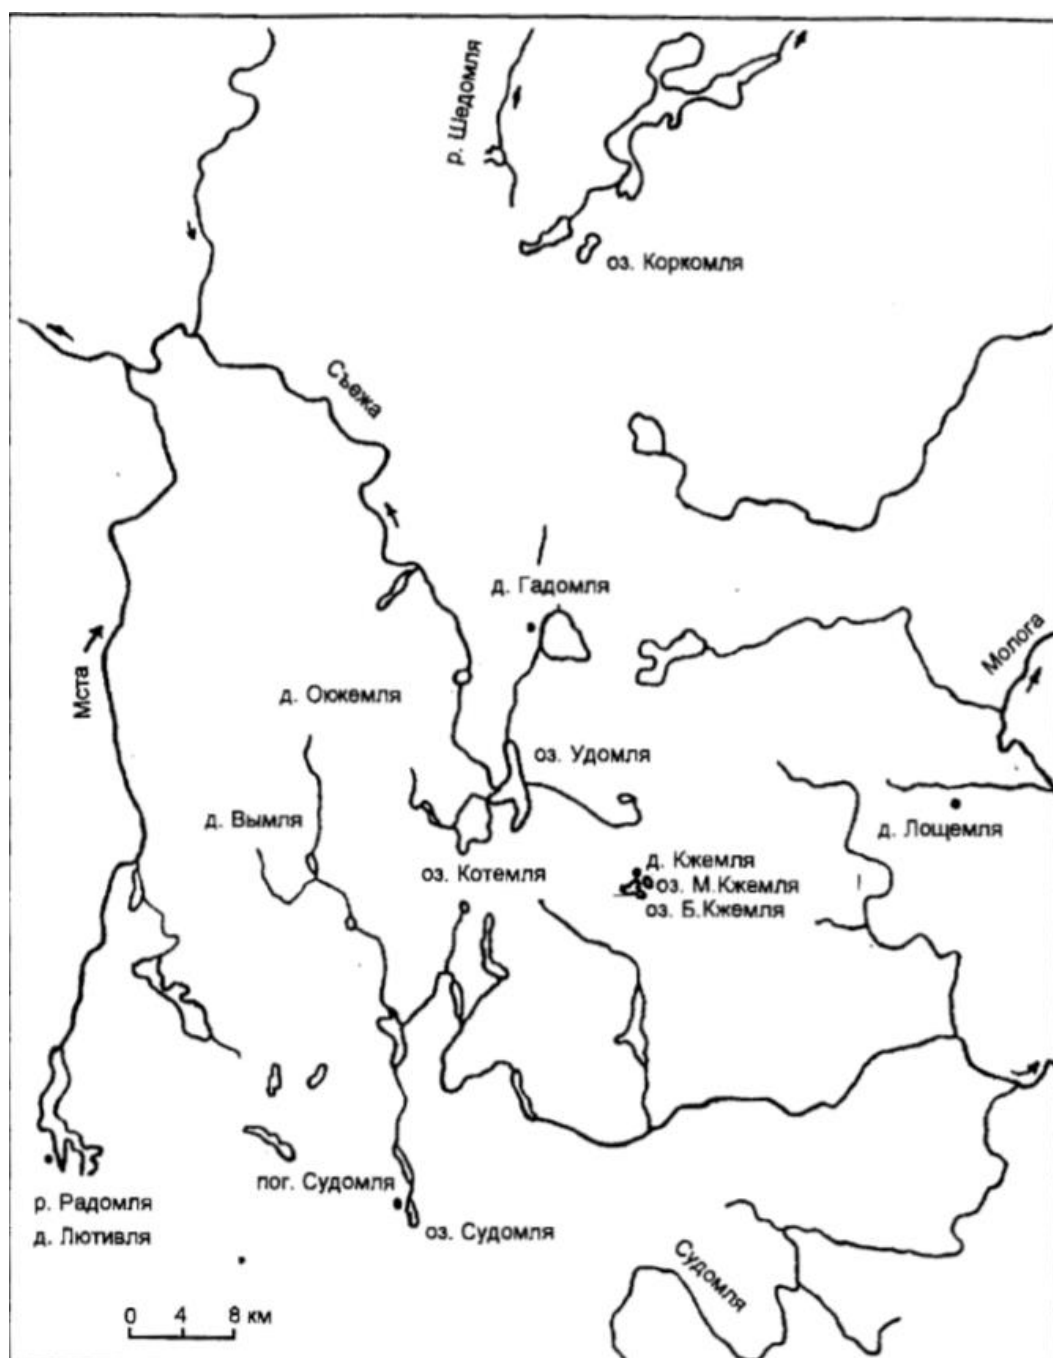 р. Шедомля
оз. Коркомля
Съежа
д. Гадомля
Молога
Мста
д. Оюкемля
оз. Удомля
д. Вымля
д. Лощемля
д. Кжемля
оз. Котемля
оз. М.Кжемля
оз. Б.Кжемля
пог. Судомля
р. Радомля
оз. Судомля
д. Лютивля
Судомля
0 4 8 км